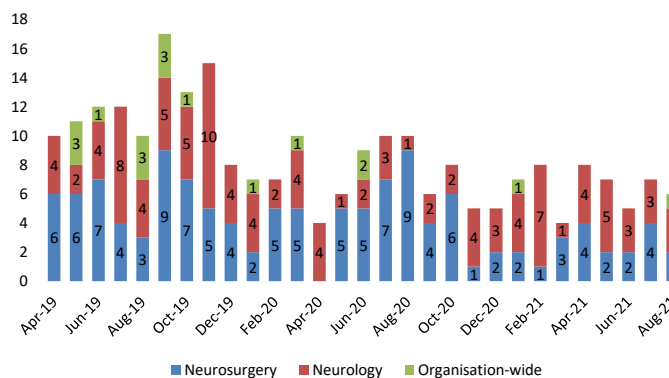 18
16
14
12
10
8
6
4
2
0
6 4
6 2 3
7 4 1
4 8
3 4 3
9 5 3
7 5 1
5 10
4 4
2 4 1
5 2
5 4 1
4
5 1
5 2 2
7 3
9 1
4 2
6 2
1 4
2 3
2 4 1
1 7
3 1
4 4
2 5
2 3
4 3
Apr-19 Jun-19 Aug-19 Oct-19 Dec-19 Feb-20 Apr-20 Jun-20 Aug-20 Oct-20 Dec-20 Feb-21 Apr-21 Jun-21
Neurosurgery Neurology Organisation-wide